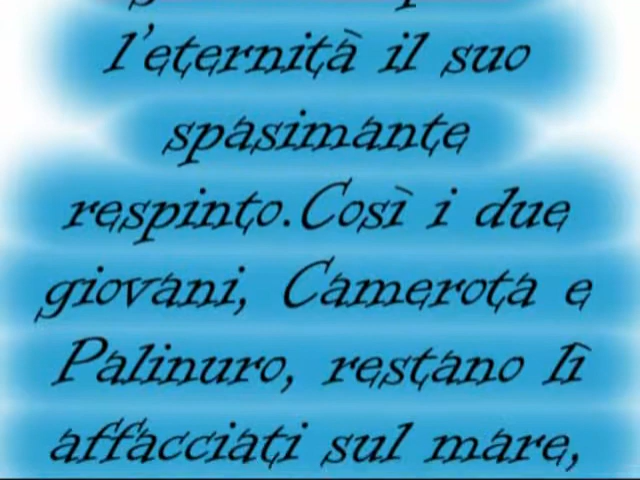 l'eternità il suo
spasimante
respinto.Così i due
giovani, Camerota e
Palinuro, restano lì
affacciati sul mare,